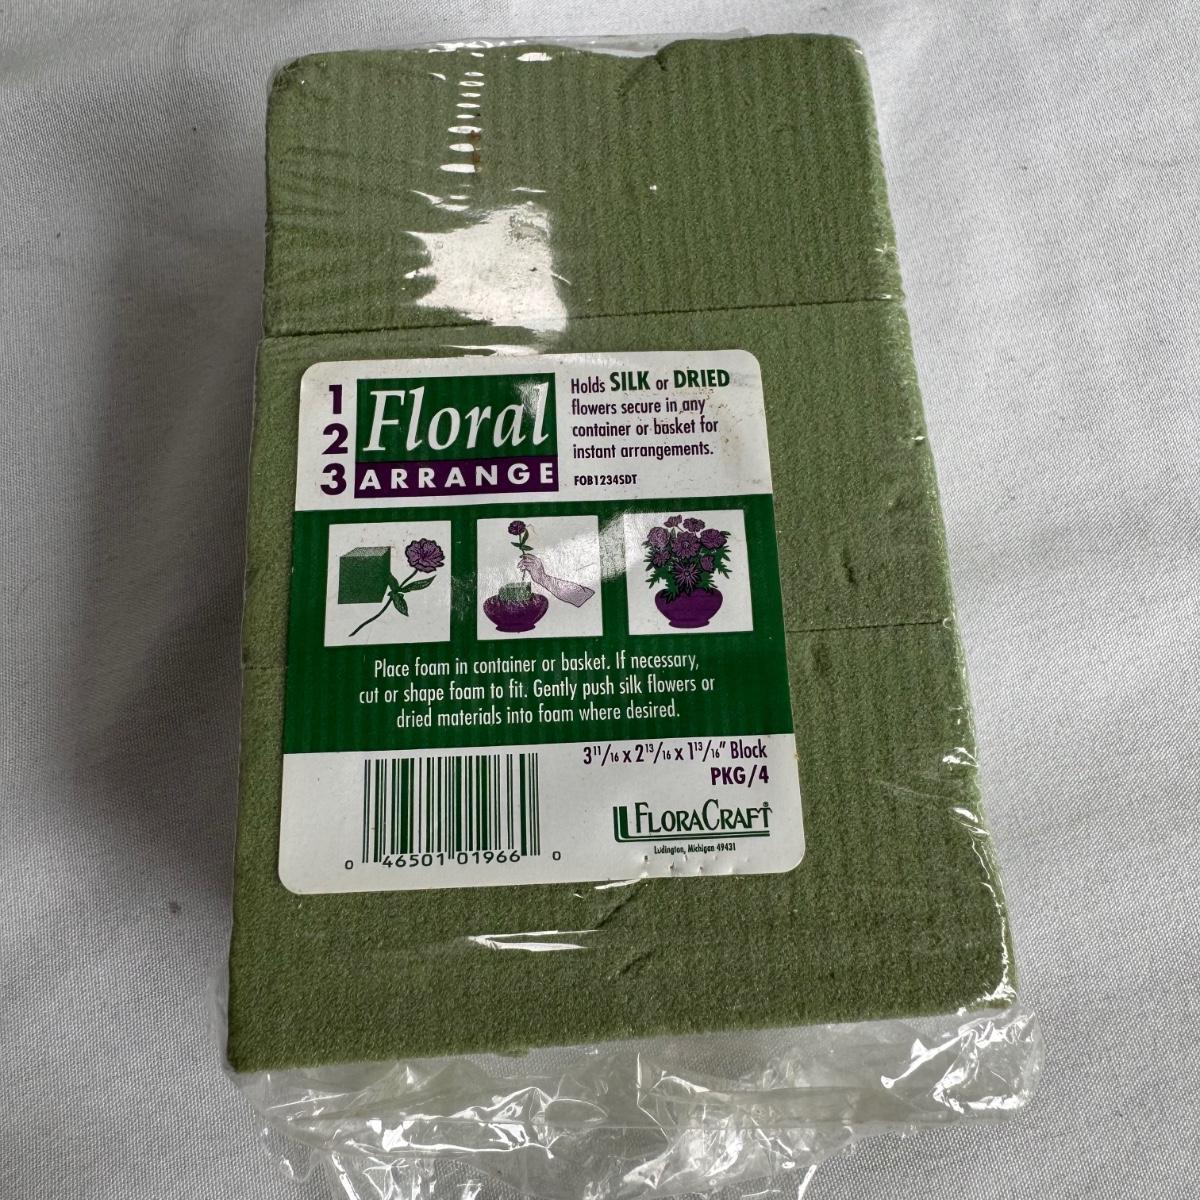 1
2
3
Floral
ARRANGE
Holds SILK or DRIED
flowers secure in any
container or basket for
instant arrangements.
FOB1234SDT
Place foam in container or basket. If necessary,
cut or shape foam to fit. Gently push silk flowers or
dried materials into foam where desired.
3 11/16 x 2 13/16 x 1 13/16" Block
PKG/4
FLORACRAFT®
Ludington, Michigan 49431
0 46501 01966 0